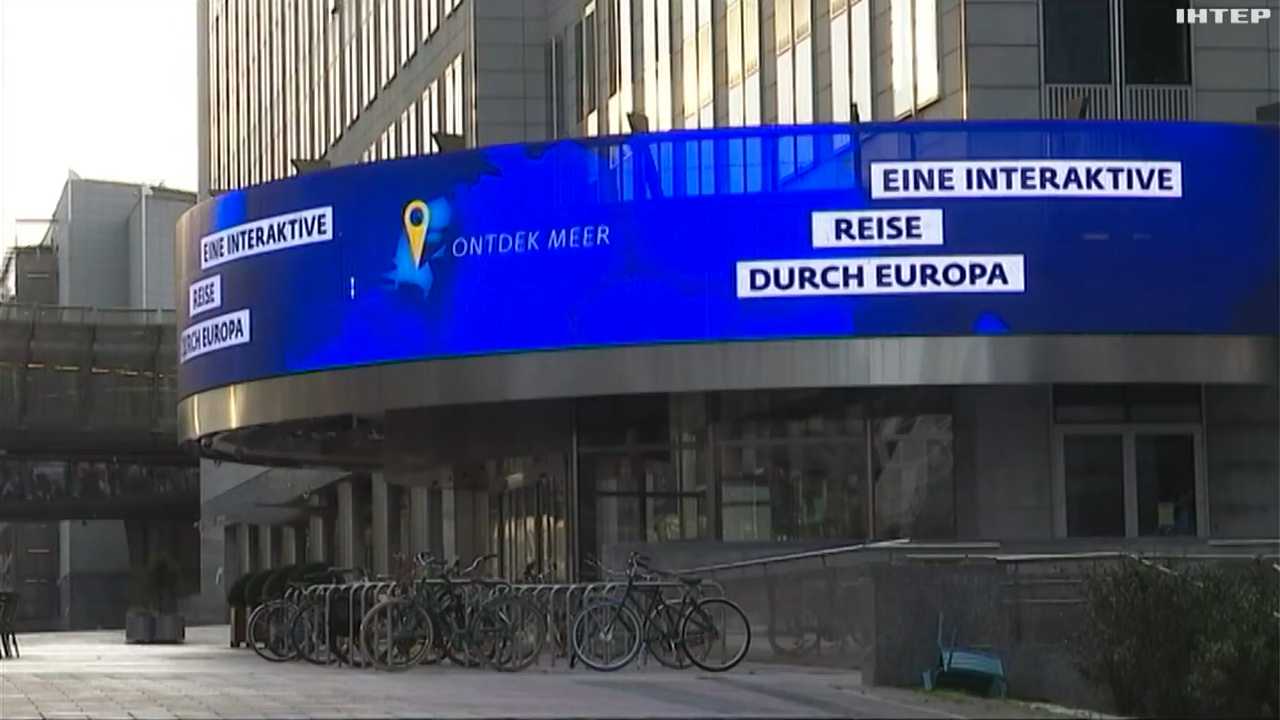 ІНТЕР
EINE INTERAKTIVE
REISE
DURCH EUROPA
ONTDEK MEER
EINE INTERAKTIVE
REISE
DURCH EUROPA